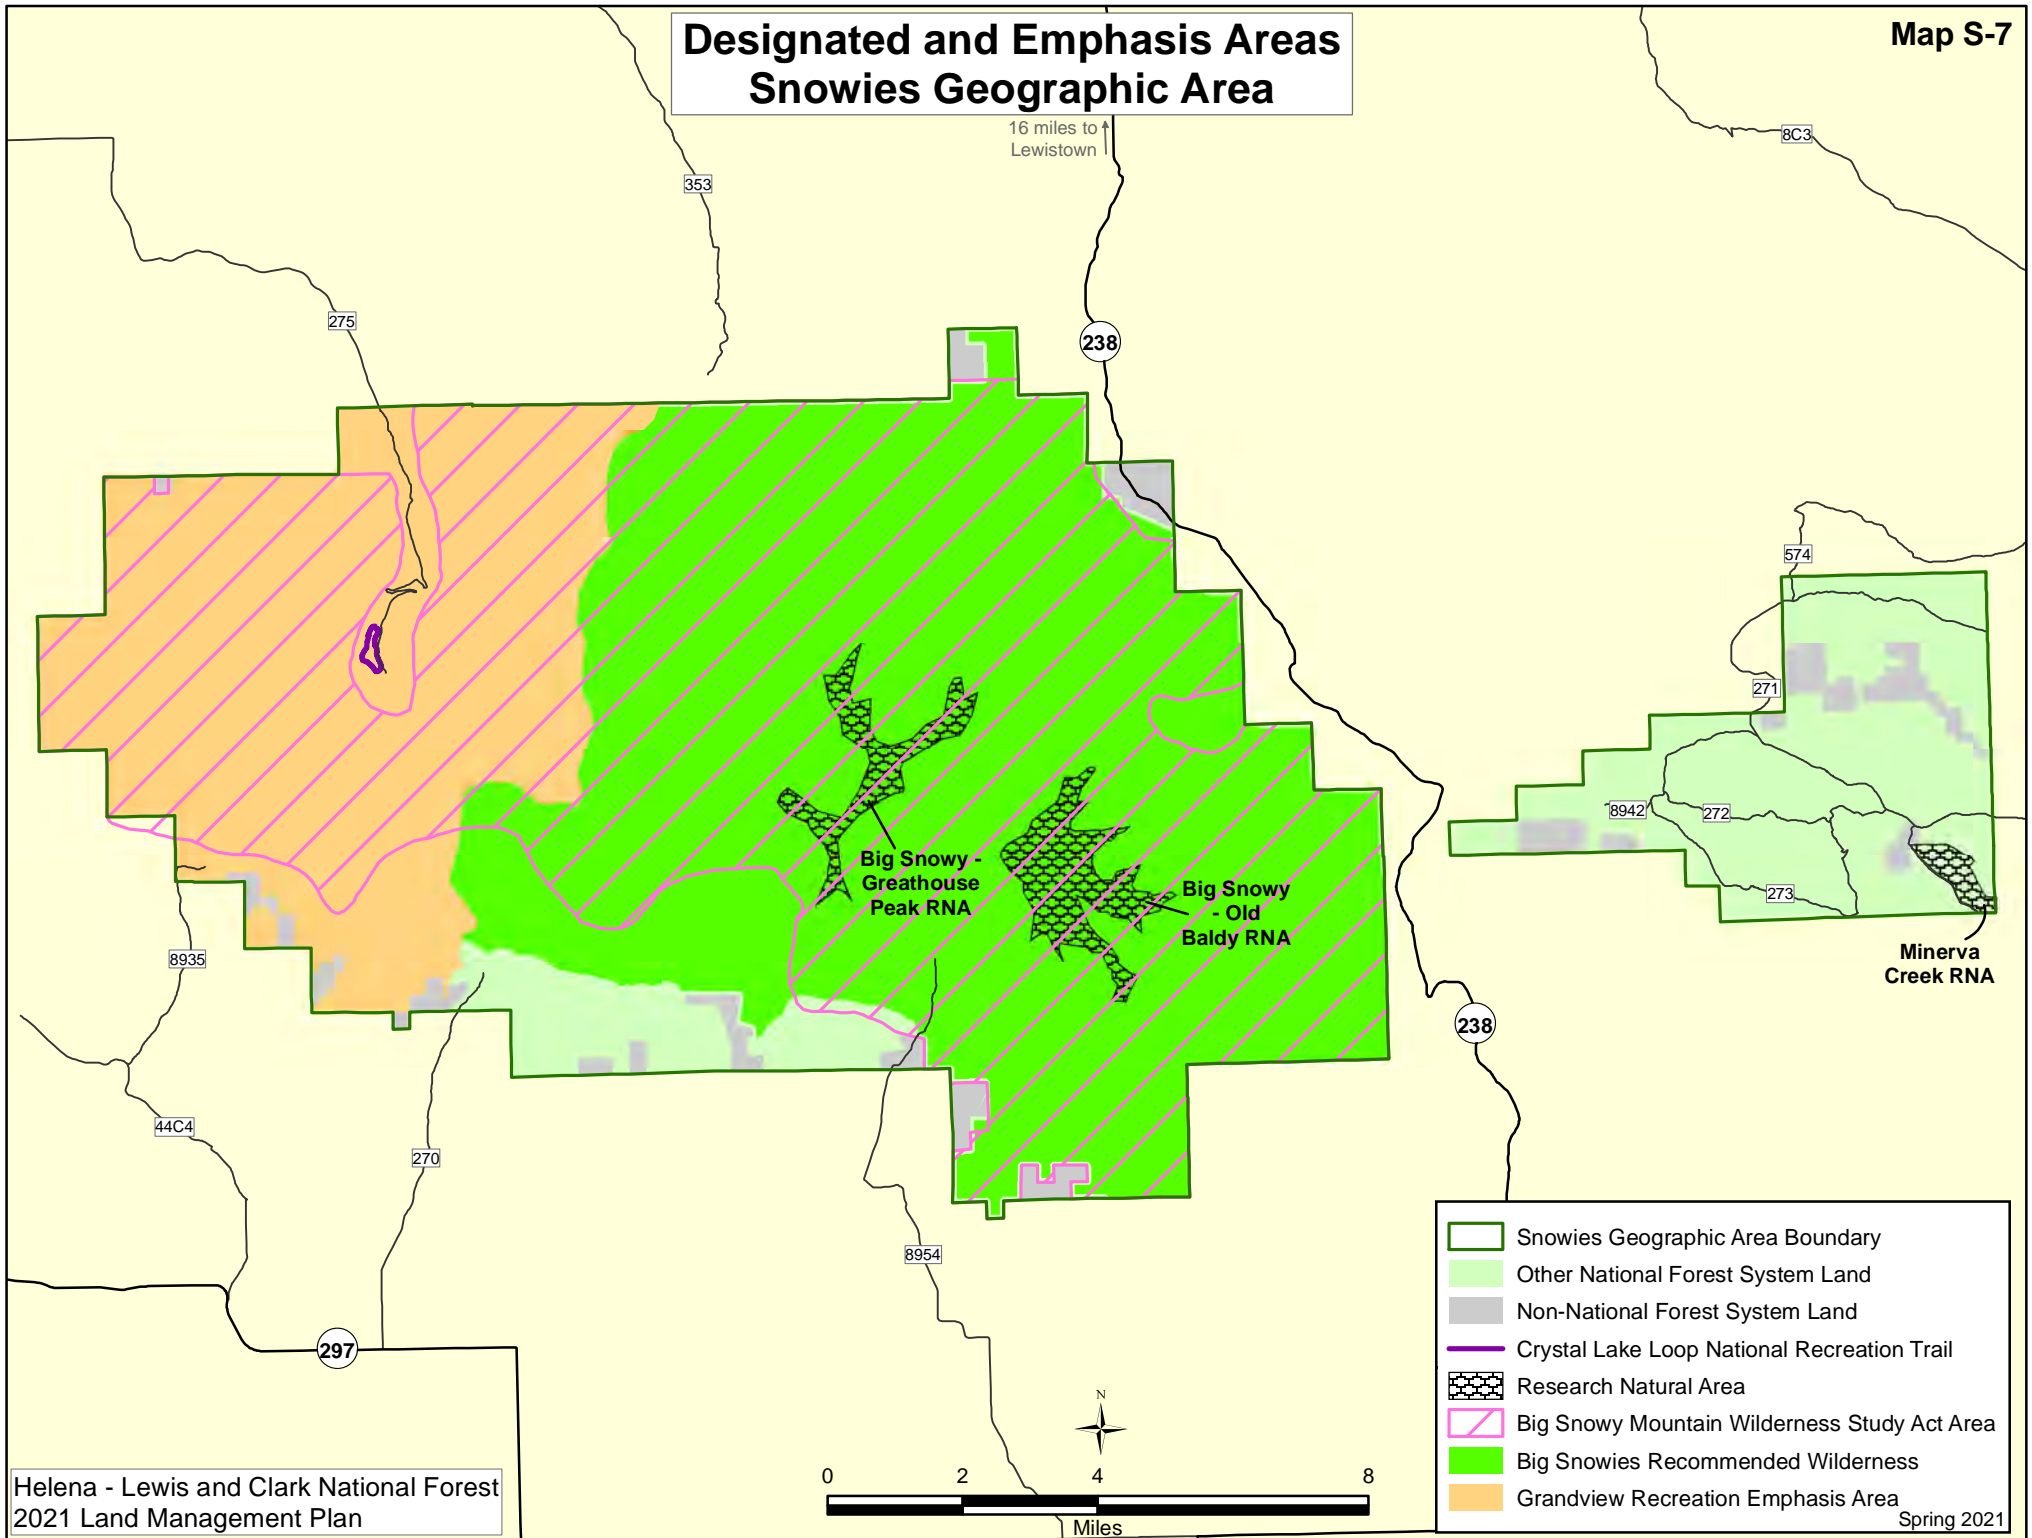 Designated and Emphasis Areas
Snowies Geographic Area
Map S-7
16 miles to
Lewistown
8C3
353
275
238
574
271
8942
272
273
Big Snowy -
Greathouse
Peak RNA
Big Snowy
- Old
Baldy RNA
Minerva
Creek RNA
8935
238
44C4
270
8954
297
Snowies Geographic Area Boundary
Other National Forest System Land
Non-National Forest System Land
Crystal Lake Loop National Recreation Trail
Research Natural Area
Big Snowy Mountain Wilderness Study Act Area
Big Snowies Recommended Wilderness
Grandview Recreation Emphasis Area
Spring 2021
N
0 2 4 8
Miles
Helena - Lewis and Clark National Forest
2021 Land Management Plan